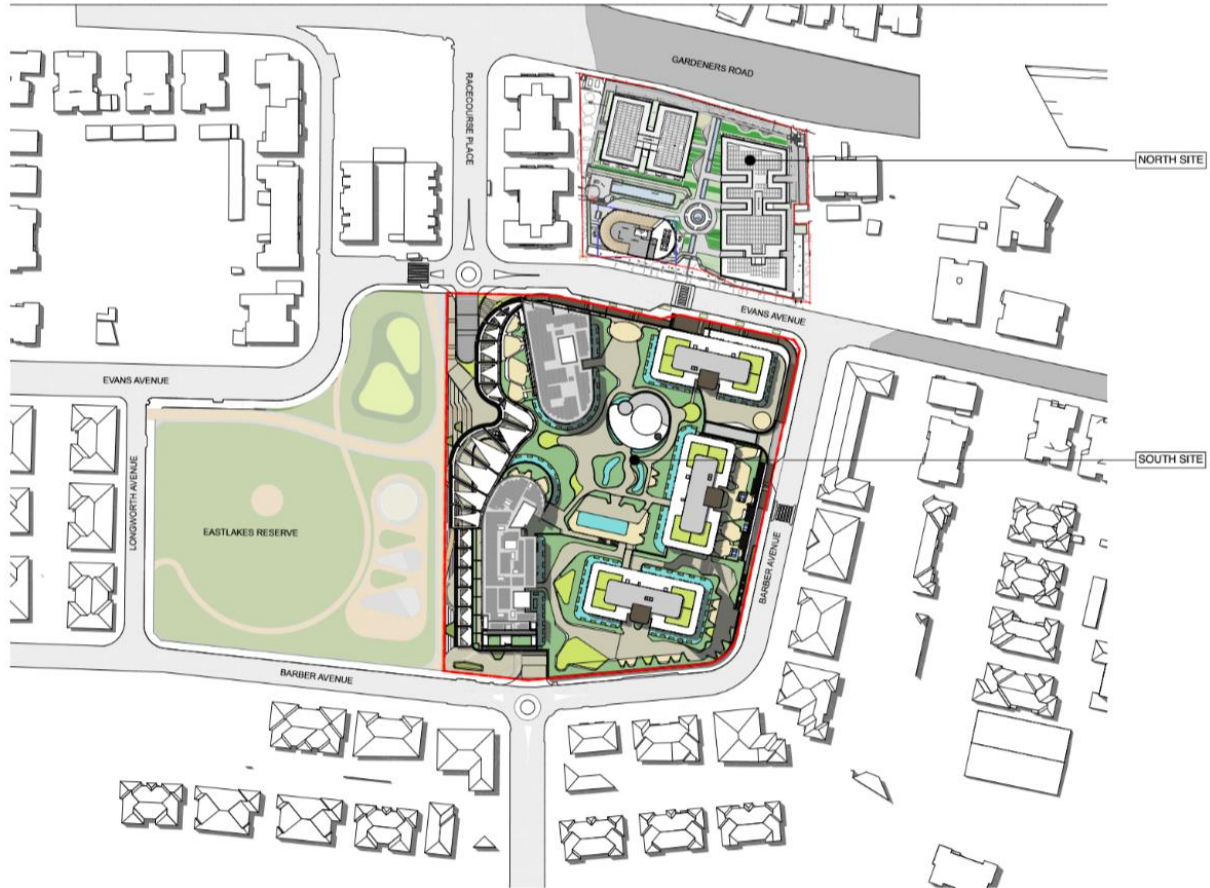 GARDENERS ROAD
RACECOURSE PLACE
NORTH SITE
EVANS AVENUE
EVANS AVENUE
SOUTH SITE
LONGWORTH AVENUE
EASTLAKES RESERVE
BARBER AVENUE
BARBER AVENUE